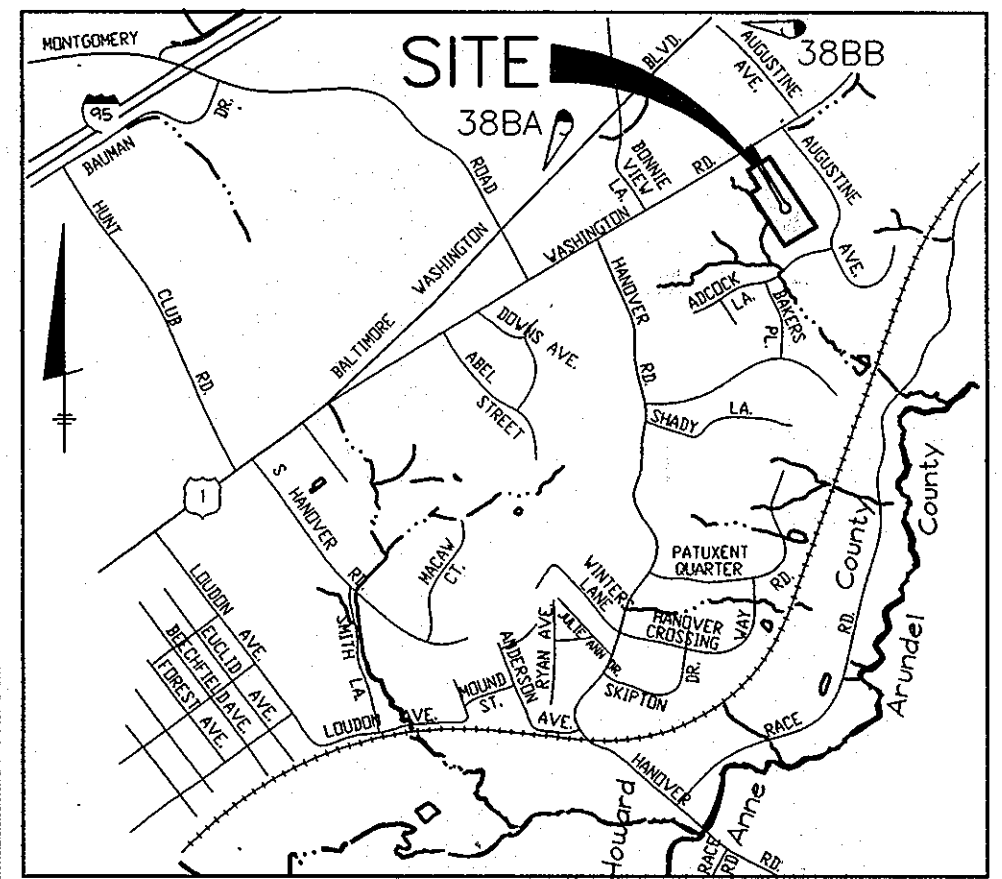 MONTGOMERY
ROAD
95
BAUMAN
DR.
SITE
38BA
38BB
BLVD.
AUGUSTINE
AVE.
BONNIE
VIEW
LA.
RD.
AUGUSTINE
AVE.
HUNT
CLUB
RD.
BALTIMORE
WASHINGTON
WASHINGTON
HANOVER
RD.
ADCOCK
LA.
BAKERS
PL.
DOWNS AVE.
ABEL
STREET
SHADY
LA.
1
S
HANOVER
RD.
MACAW
CT.
SMITH
LA.
LOUDON
AVE.
EUCLID
AVE.
BEECHFIELD AVE.
FOREST AVE.
LOUDON
AVE.
MOUND
ST.
ANDERSON
AVE.
RYAN AVE.
JULIE ANN DR.
WINTER
LANE
PATUXENT
QUARTER
RD.
HANOVER
CROSSING
WAY
SKIPTON
DR.
HANOVER
RD.
RACE
RD.
RACE
RD.
Howard
County
Anne
Arundel
County